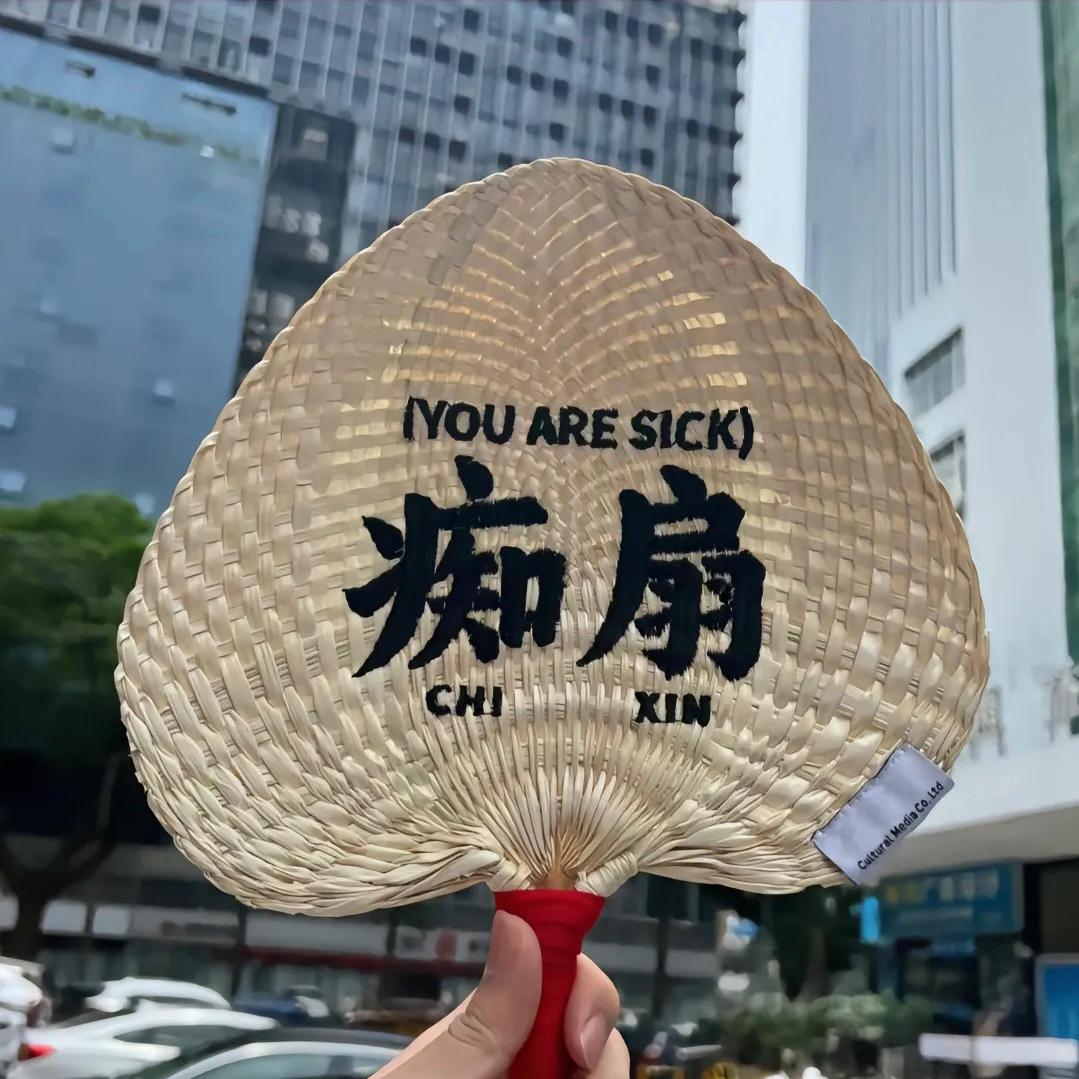 (YOU ARE SICK)
痴扇
CHI XIN
Cultural Media Co., Ltd